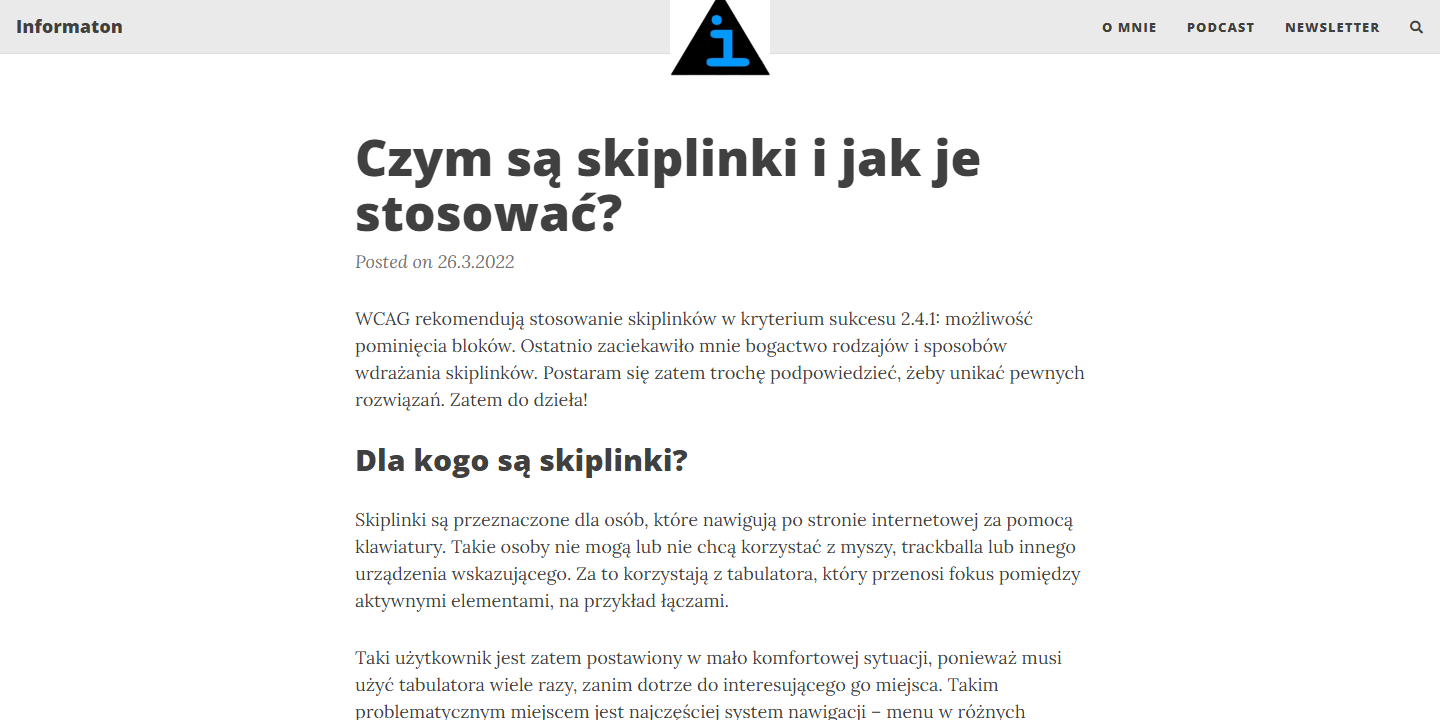 Informaton
i
O MNIE
PODCAST
NEWSLETTER
Czym są skiplinki i jak je
stosować?
Posted on 26.3.2022
WCAG rekomendują stosowanie skiplinków w kryterium sukcesu 2.4.1: możliwość
pominięcia bloków. Ostatnio zaciekawiło mnie bogactwo rodzajów i sposobów
wdrażania skiplinków. Postaram się zatem trochę podpowiedzieć, żeby unikać pewnych
rozwiązań. Zatem do dzieła!
Dla kogo są skiplinki?
Skiplinki są przeznaczone dla osób, które nawigują po stronie internetowej za pomocą
klawiatury. Takie osoby nie mogą lub nie chcą korzystać z myszy, trackballa lub innego
urządzenia wskazującego. Za to korzystają z tabulatora, który przenosi fokus pomiędzy
aktywnymi elementami, na przykład łączami.
Taki użytkownik jest zatem postawiony w mało komfortowej sytuacji, ponieważ musi
użyć tabulatora wiele razy, zanim dotrze do interesującego go miejsca. Takim
problematycznym miejscem jest najczęściej system nawigacji – menu w różnych